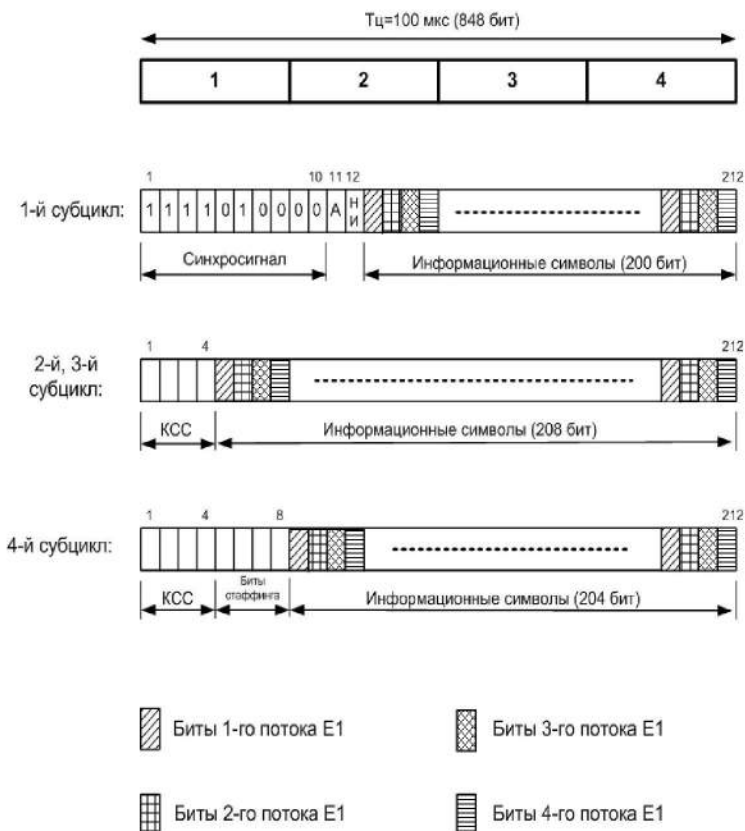 Тц=100 мкс (848 бит)
1 2 3 4
1 10 11 12 212
1-й субцикл:
1 1 1 1 0 1 0 0 0 0 А Н И
Синхросигнал
Информационные символы (200 бит)
1 4 212
2-й, 3-й
субцикл:
КСС
Информационные символы (208 бит)
1 4 8 212
4-й субцикл:
КСС
Биты
стаффинга
Информационные символы (204 бит)
Биты 1-го потока Е1
Биты 3-го потока Е1
Биты 2-го потока Е1
Биты 4-го потока Е1